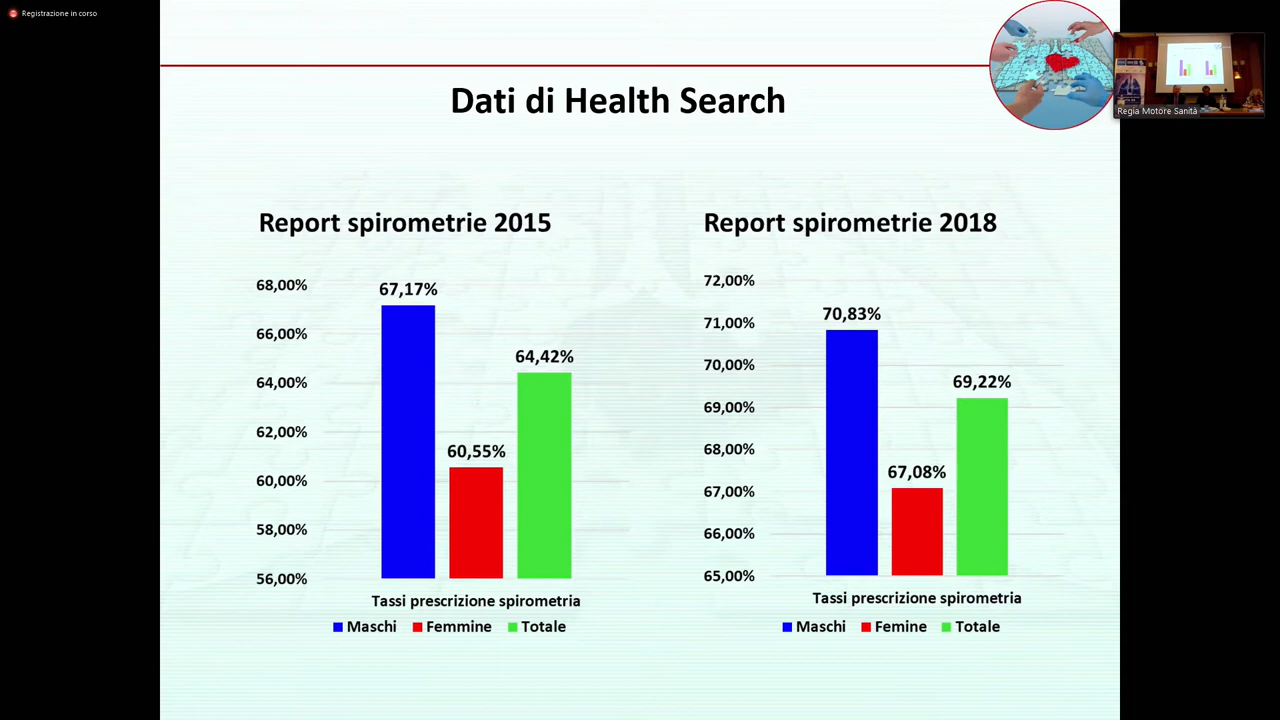 Registrazione in corso
Dati di Health Search
Regia Motore Sanità
Report spirometrie 2015
68,00%
66,00%
64,00%
62,00%
60,00%
58,00%
56,00%
67,17%
60,55%
64,42%
Tassi prescrizione spirometria
Maschi Femmine Totale
Report spirometrie 2018
72,00%
71,00%
70,00%
69,00%
68,00%
67,00%
66,00%
65,00%
70,83%
67,08%
69,22%
Tassi prescrizione spirometria
Maschi Femine Totale